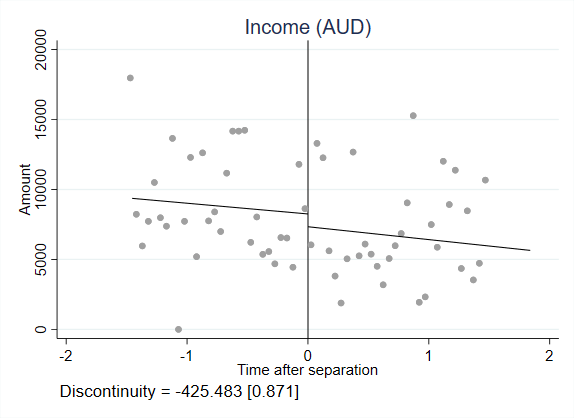 Income (AUD)
20000
15000
10000
5000
0
Amount
-2 -1 0 1 2
Time after separation
Discontinuity = -425.483 [0.871]